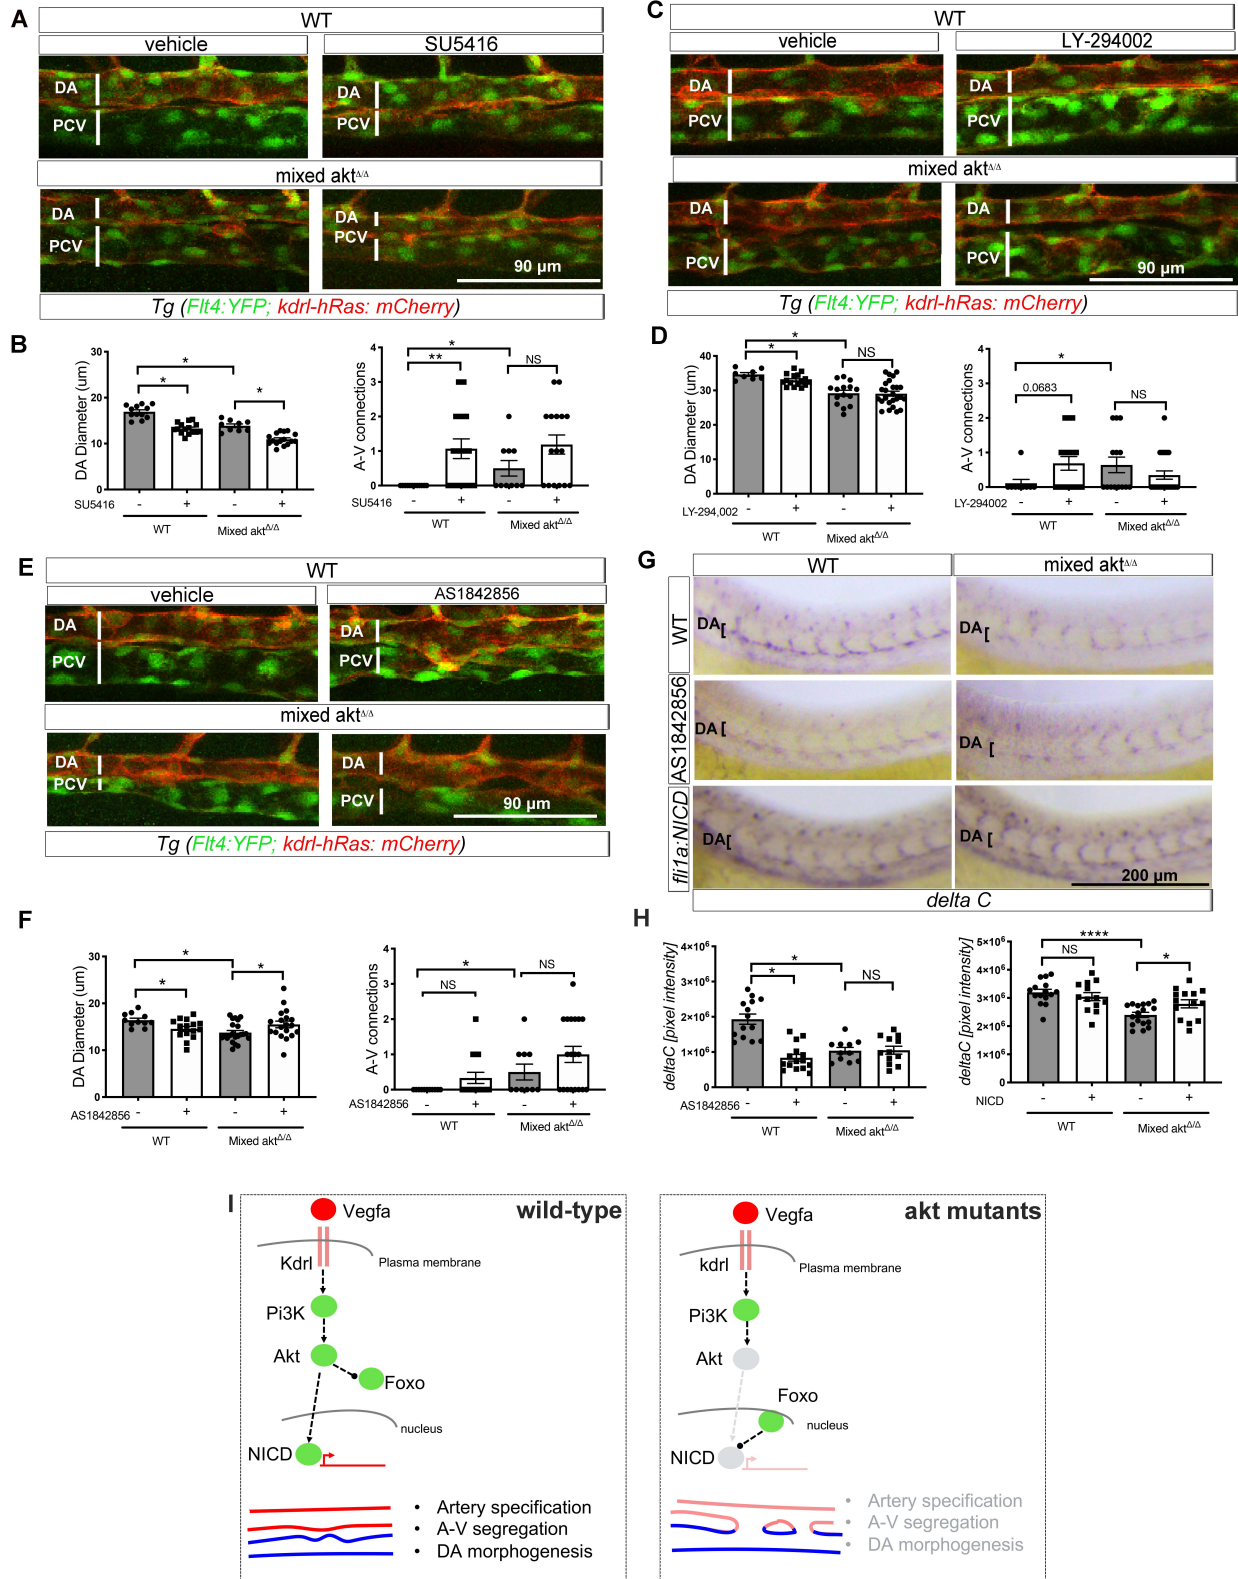 A
WT
vehicle
SU5416
DA
PCV
DA
PCV
mixed aktΔ/Δ
DA
PCV
DA
PCV
90 µm
Tg (Flt4:YFP; kdrl-hRas: mCherry)
C
WT
vehicle
LY-294002
DA
PCV
DA
PCV
mixed aktΔ/Δ
DA
PCV
DA
PCV
90 µm
Tg (Flt4:YFP; kdrl-hRas: mCherry)
B
DA Diameter (um)
30
20
10
0
*
*
*
SU5416
- + - +
WT
Mixed aktΔ/Δ
A-V connections
4
3
2
1
0
*
**
NS
SU5416
- + - +
WT
Mixed aktΔ/Δ
D
DA Diameter (um)
40
30
20
10
0
*
*
NS
LY-294,002
- + - +
WT
Mixed aktΔ/Δ
A-V connections
4
3
2
1
0
*
0.0683
NS
LY-294002
- + - +
WT
Mixed aktΔ/Δ
E
WT
vehicle
AS1842856
DA
PCV
DA
PCV
mixed aktΔ/Δ
DA
PCV
DA
PCV
90 µm
Tg (Flt4:YFP; kdrl-hRas: mCherry)
G
WT
mixed aktΔ/Δ
WT
DA [
DA [
AS1842856
DA [
DA [
fli1a:NICD
DA [
DA [
200 µm
delta C
F
DA Diameter (um)
30
20
10
0
*
*
*
AS1842856
- + - +
WT
Mixed aktΔ/Δ
A-V connections
4
3
2
1
0
*
NS
NS
AS1842856
- + - +
WT
Mixed aktΔ/Δ
H
deltaC [pixel intensity]
4×10⁶
3×10⁶
2×10⁶
1×10⁶
0
*
*
NS
AS1842856
- + - +
WT
Mixed aktΔ/Δ
deltaC [pixel intensity]
5×10⁶
4×10⁶
3×10⁶
2×10⁶
1×10⁶
0
****
NS
*
NICD
- + - +
WT
Mixed aktΔ/Δ
I
wild-type
Vegfa
Kdrl
Plasma membrane
Pi3K
Akt
Foxo
nucleus
NICD
• Artery specification
• A-V segregation
• DA morphogenesis
akt mutants
Vegfa
kdrl
Plasma membrane
Pi3K
Akt
Foxo
nucleus
NICD
• Artery specification
• A-V segregation
• DA morphogenesis